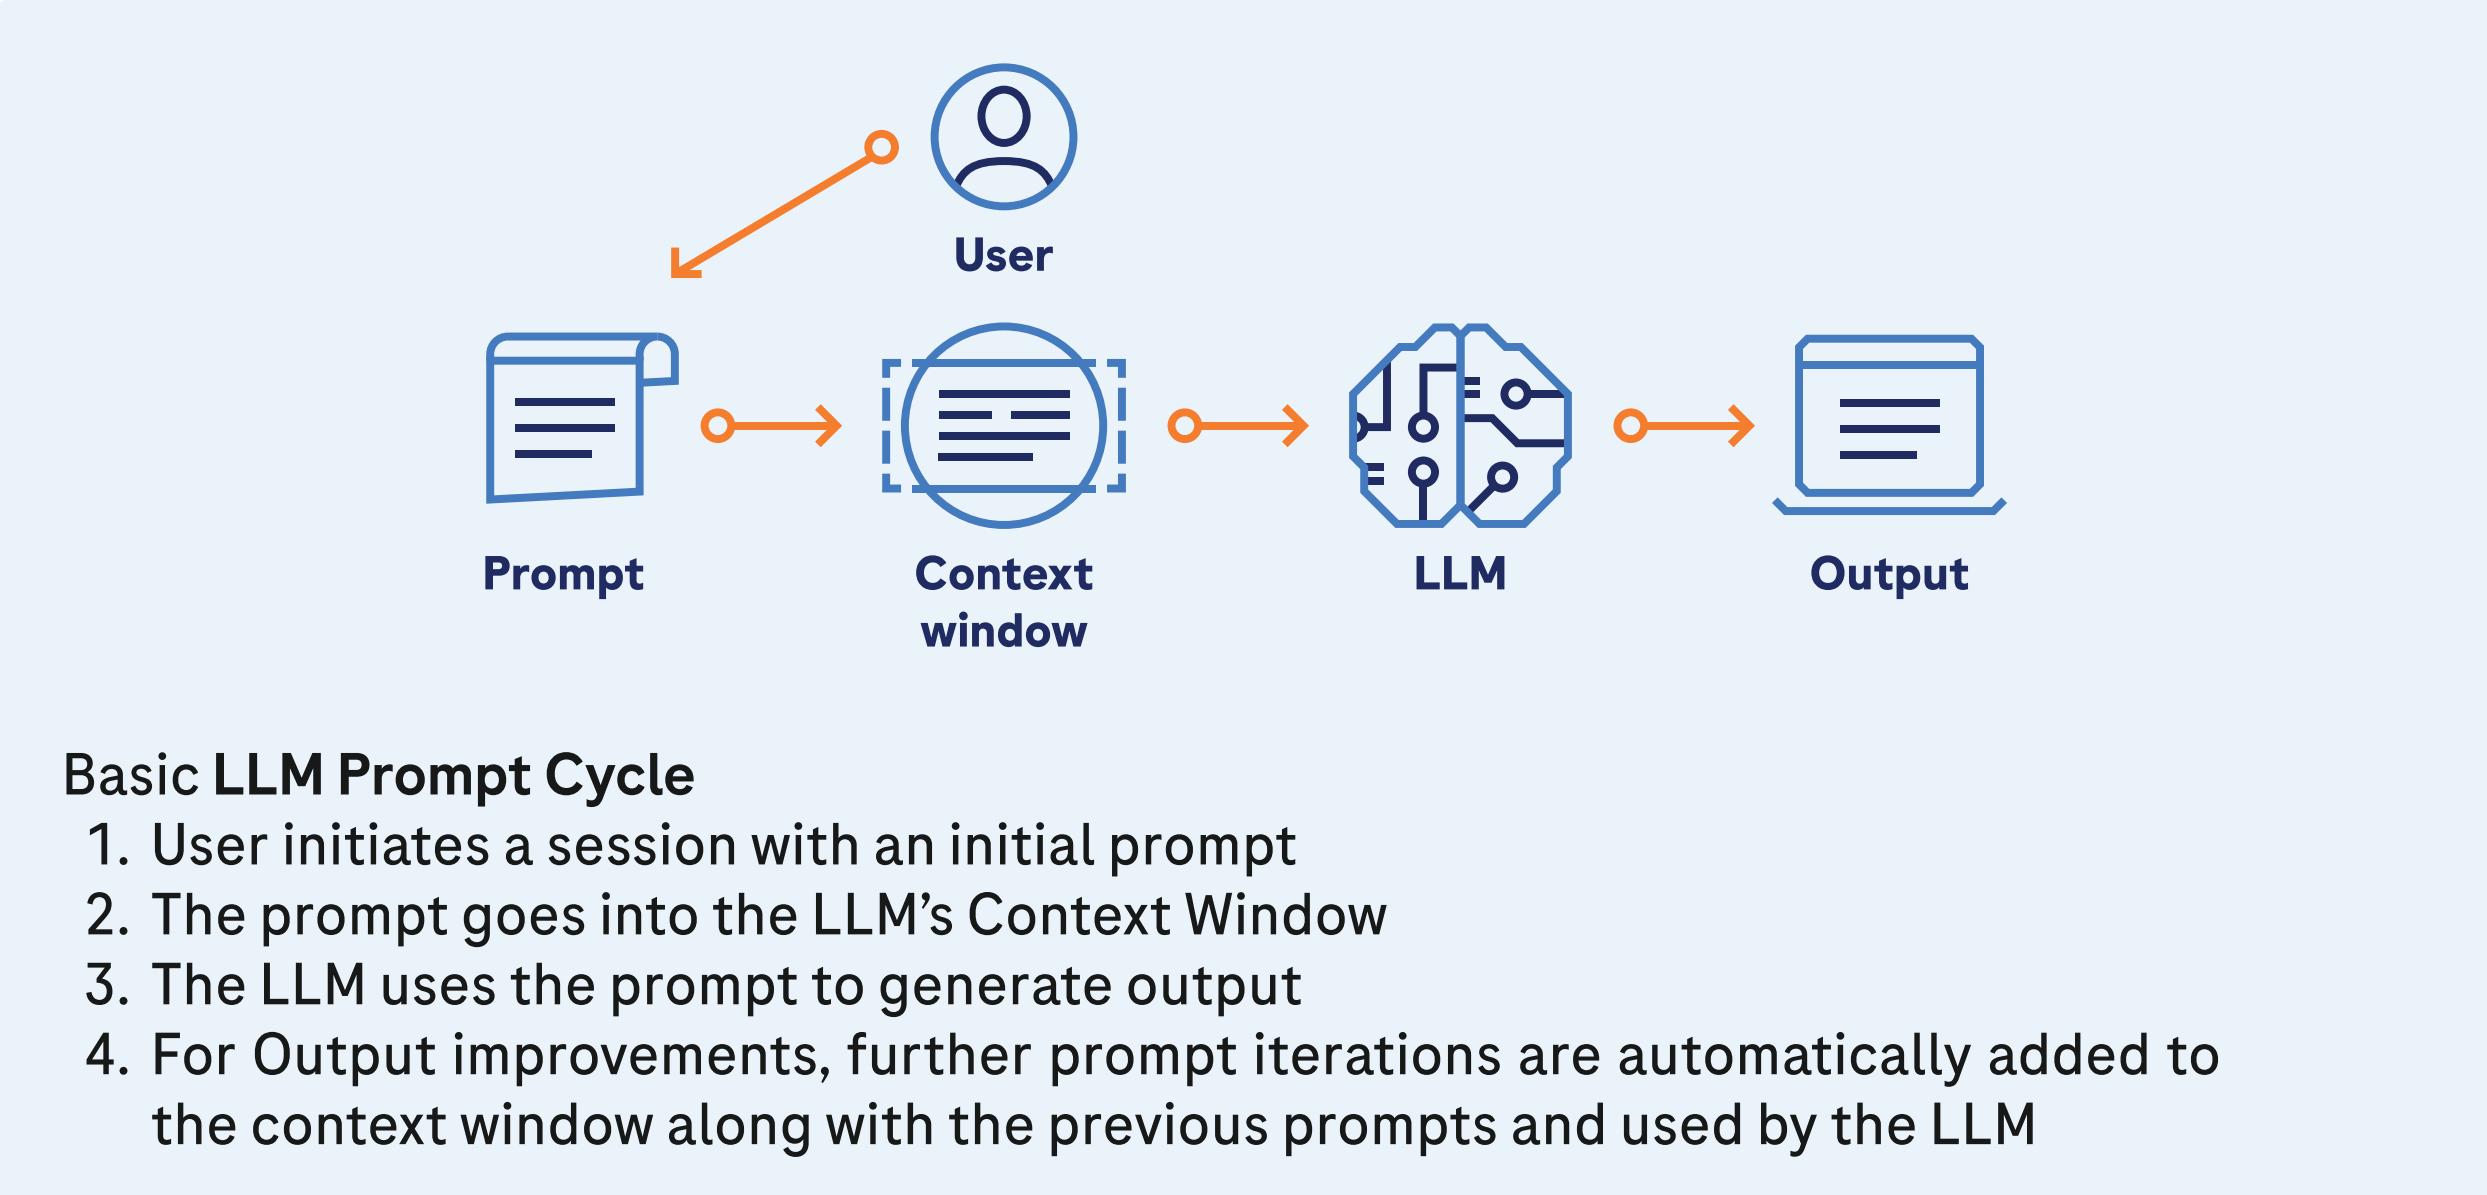 User
Prompt
Context
window
LLM
Output
Basic LLM Prompt Cycle
1. User initiates a session with an initial prompt
2. The prompt goes into the LLM’s Context Window
3. The LLM uses the prompt to generate output
4. For Output improvements, further prompt iterations are automatically added to
the context window along with the previous prompts and used by the LLM